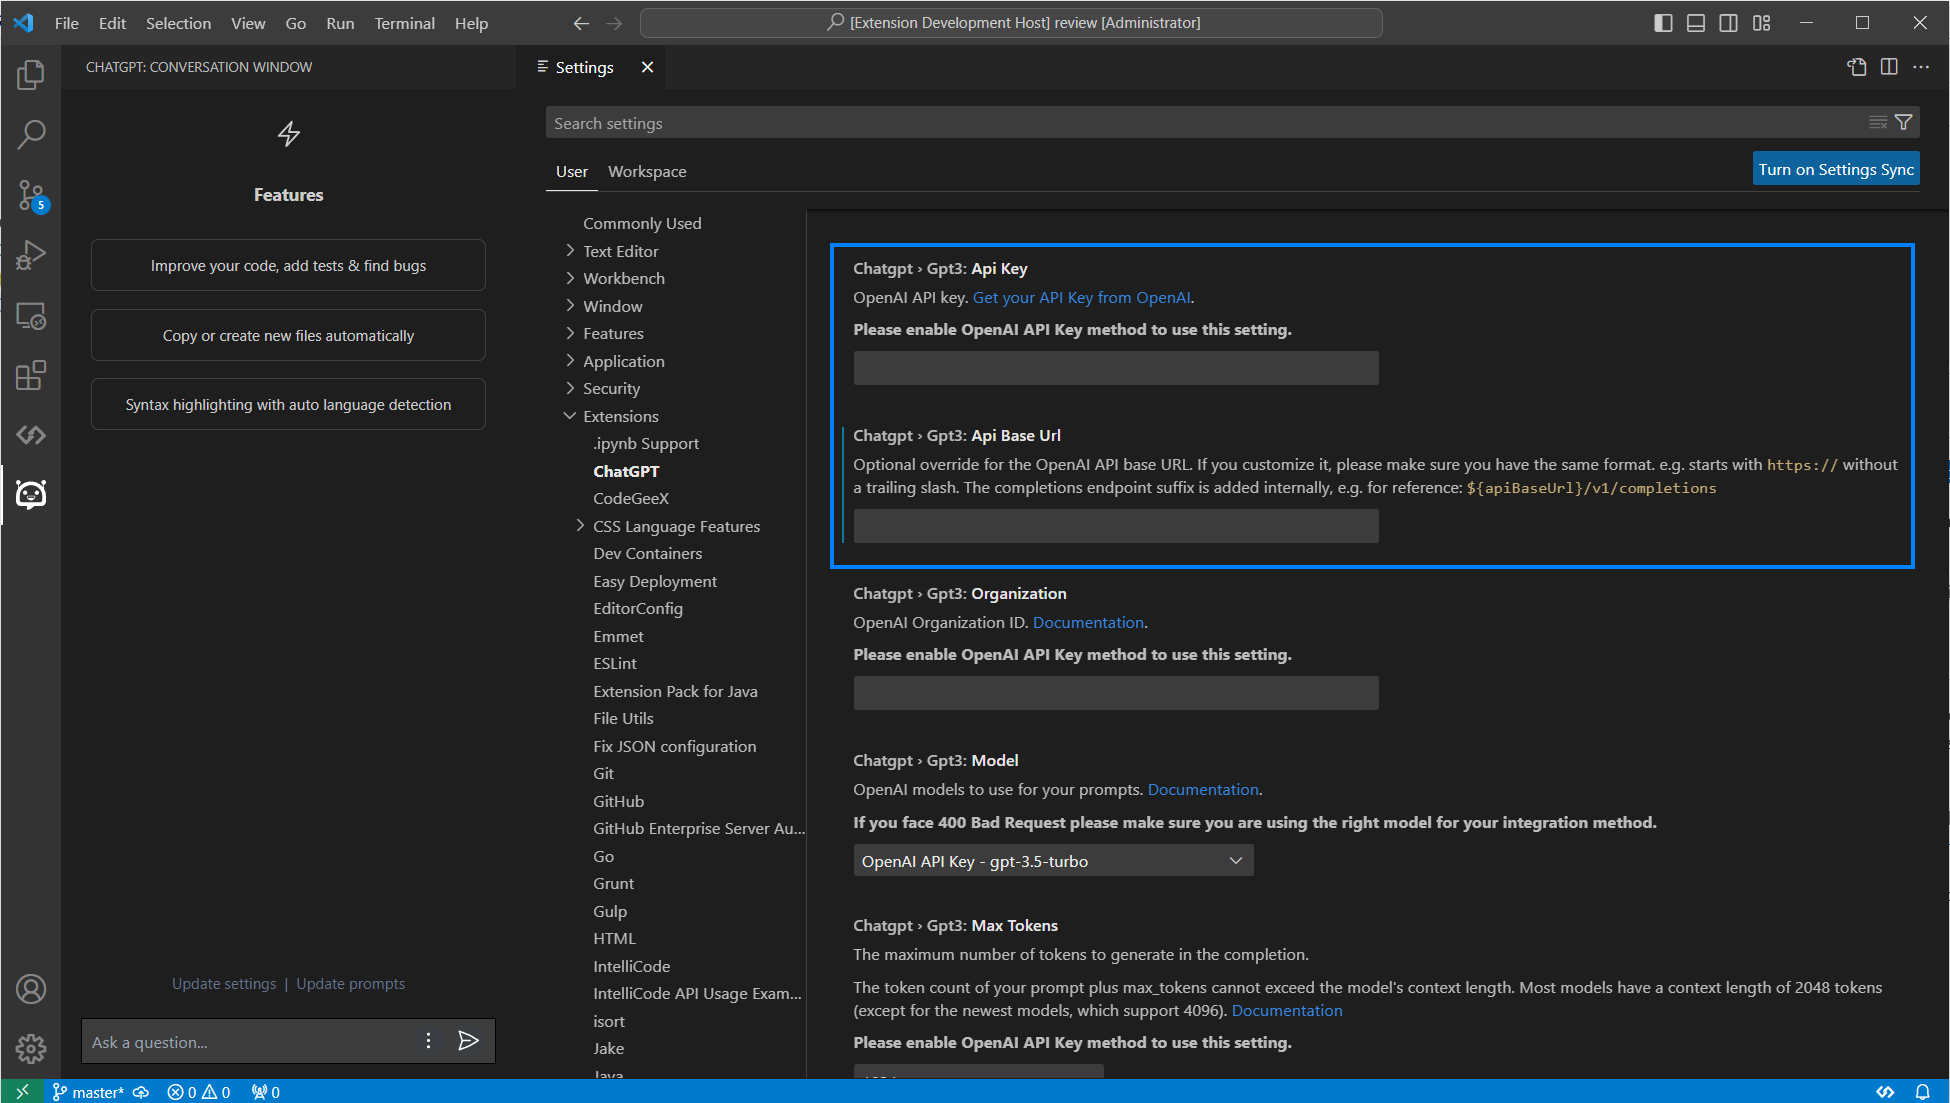 File Edit Selection View Go Run Terminal Help
[Extension Development Host] review [Administrator]
CHATGPT: CONVERSATION WINDOW
Features
Improve your code, add tests & find bugs
Copy or create new files automatically
Syntax highlighting with auto language detection
Update settings | Update prompts
Ask a question...
5
Settings
Search settings
User Workspace
Turn on Settings Sync
Commonly Used
Text Editor
Workbench
Window
Features
Application
Security
Extensions
.ipynb Support
ChatGPT
CodeGeeX
CSS Language Features
Dev Containers
Easy Deployment
EditorConfig
Emmet
ESLint
Extension Pack for Java
File Utils
Fix JSON configuration
Git
GitHub
GitHub Enterprise Server Au...
Go
Grunt
Gulp
HTML
IntelliCode
IntelliCode API Usage Exam...
isort
Jake
Java
Chatgpt › Gpt3: Api Key
OpenAI API key. Get your API Key from OpenAI.
Please enable OpenAI API Key method to use this setting.
Chatgpt › Gpt3: Api Base Url
Optional override for the OpenAI API base URL. If you customize it, please make sure you have the same format. e.g. starts with https:// without
a trailing slash. The completions endpoint suffix is added internally, e.g. for reference: ${apiBaseUrl}/v1/completions
Chatgpt › Gpt3: Organization
OpenAI Organization ID. Documentation.
Please enable OpenAI API Key method to use this setting.
Chatgpt › Gpt3: Model
OpenAI models to use for your prompts. Documentation.
If you face 400 Bad Request please make sure you are using the right model for your integration method.
OpenAI API Key - gpt-3.5-turbo
Chatgpt › Gpt3: Max Tokens
The maximum number of tokens to generate in the completion.
The token count of your prompt plus max_tokens cannot exceed the model's context length. Most models have a context length of 2048 tokens
(except for the newest models, which support 4096). Documentation
Please enable OpenAI API Key method to use this setting.
master* 0 0 0